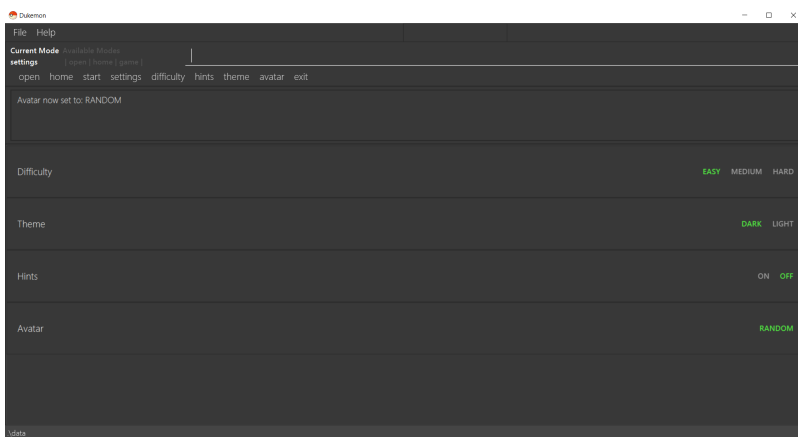 Dukemon
File Help
Current Mode Available Modes
settings | open | home | game |
open home start settings difficulty hints theme avatar exit
Avatar now set to: RANDOM
Difficulty EASY MEDIUM HARD
Theme DARK LIGHT
Hints ON OFF
Avatar RANDOM
\data